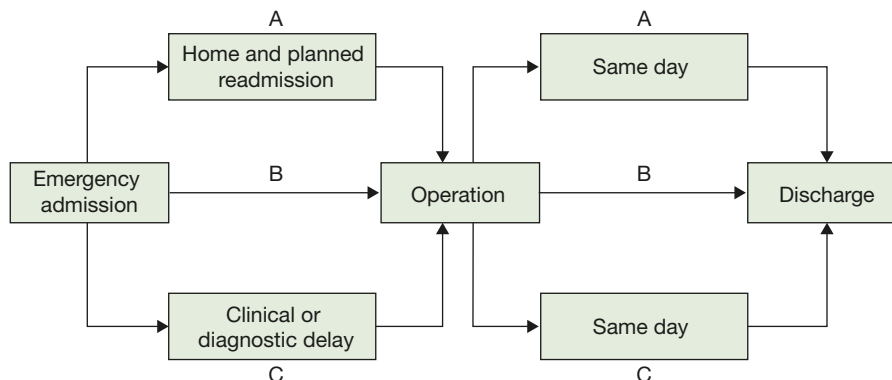 A
A
Home and planned
readmission
Same day
Emergency
admission
B
Operation
B
Discharge
Clinical or
diagnostic delay
Same day
C
C